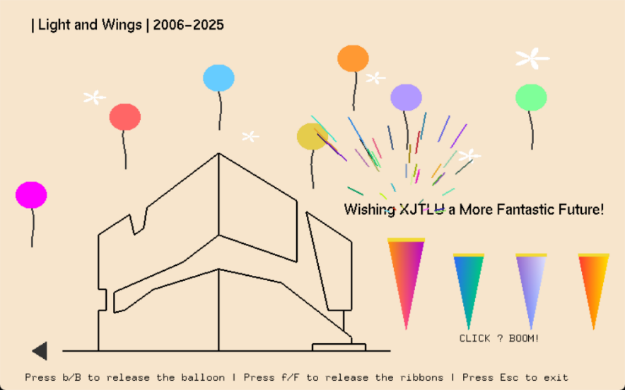 | Light and Wings | 2006-2025
Wishing XJTLU a More Fantastic Future!
CLICK ? BOOM!
Press b/B to release the balloon | Press f/F to release the ribbons | Press Esc to exit